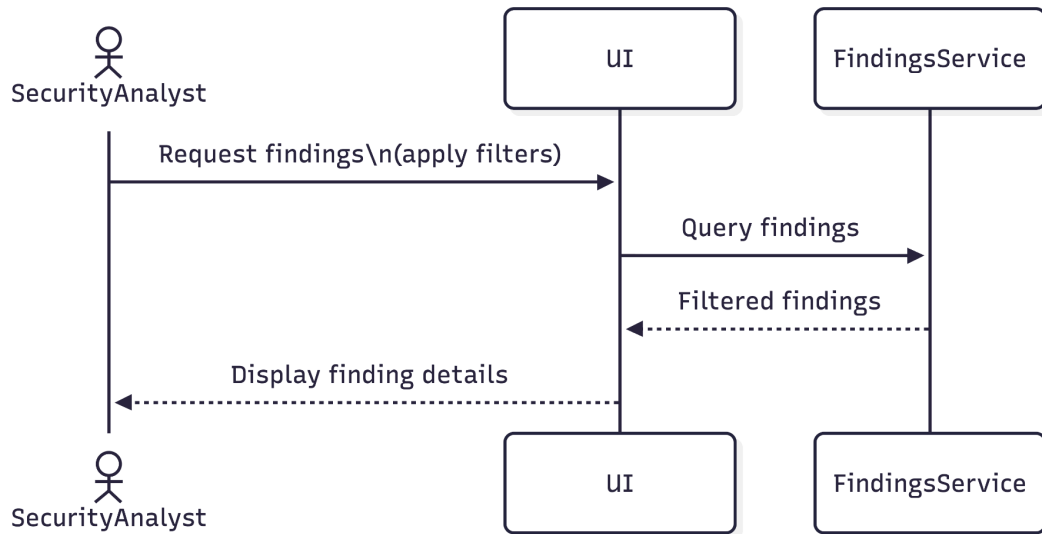 SecurityAnalyst
UI
FindingsService
Request findings\n(apply filters)
Query findings
Filtered findings
Display finding details
SecurityAnalyst
UI
FindingsService